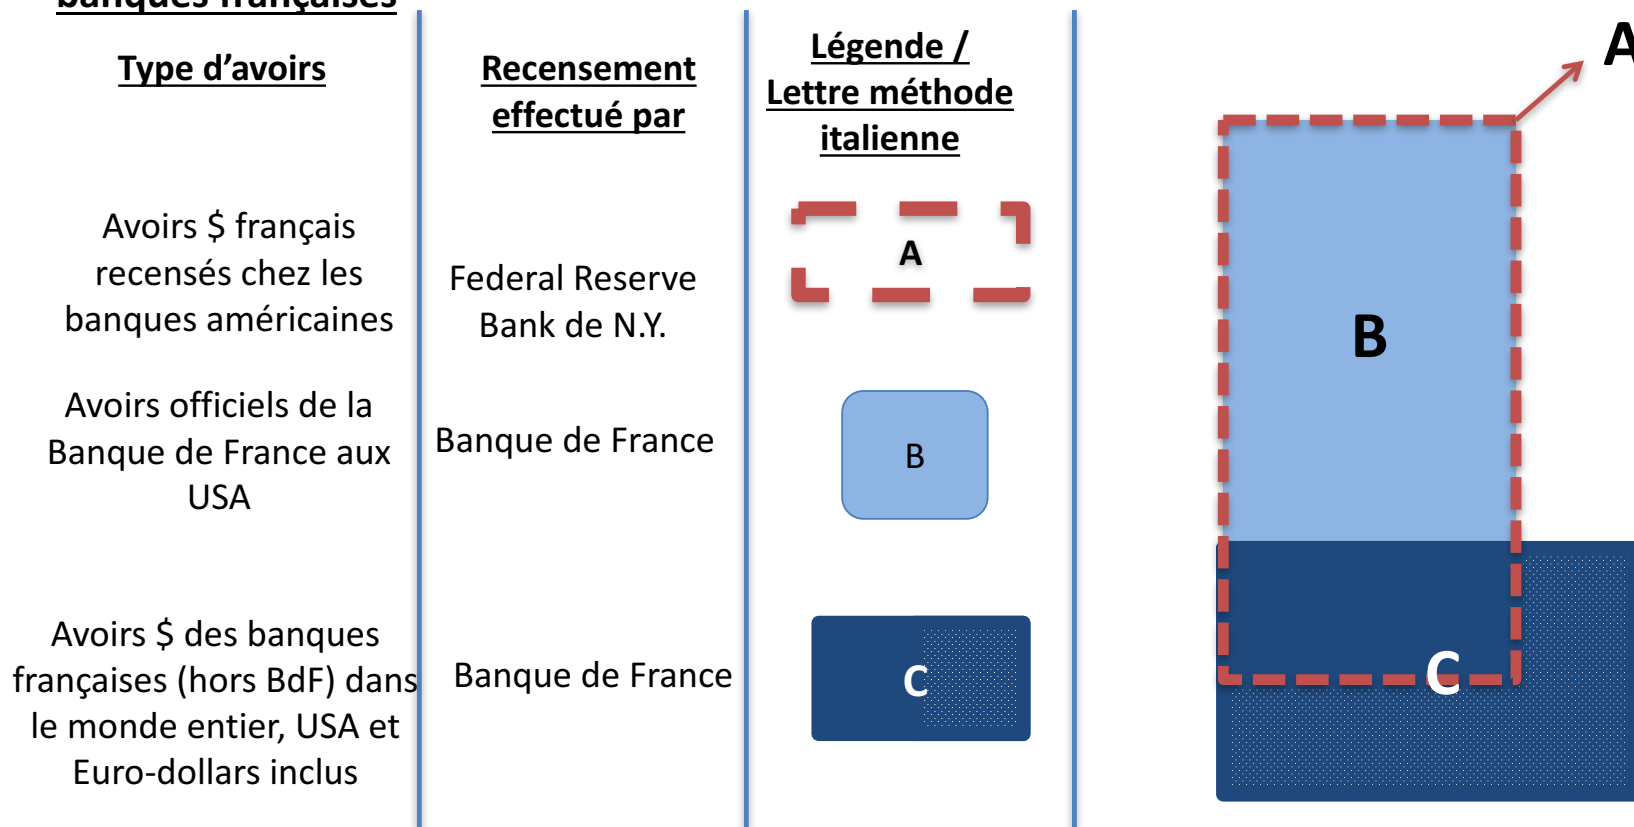 banques françaises
Type d'avoirs
Recensement
effectué par
Légende /
Lettre méthode
italienne
Avoirs $ français
recensés chez les
banques américaines
Federal Reserve
Bank de N.Y.
A
Avoirs officiels de la
Banque de France aux
USA
Banque de France
B
Avoirs $ des banques
françaises (hors BdF) dans
le monde entier, USA et
Euro-dollars inclus
Banque de France
C
A
B
C